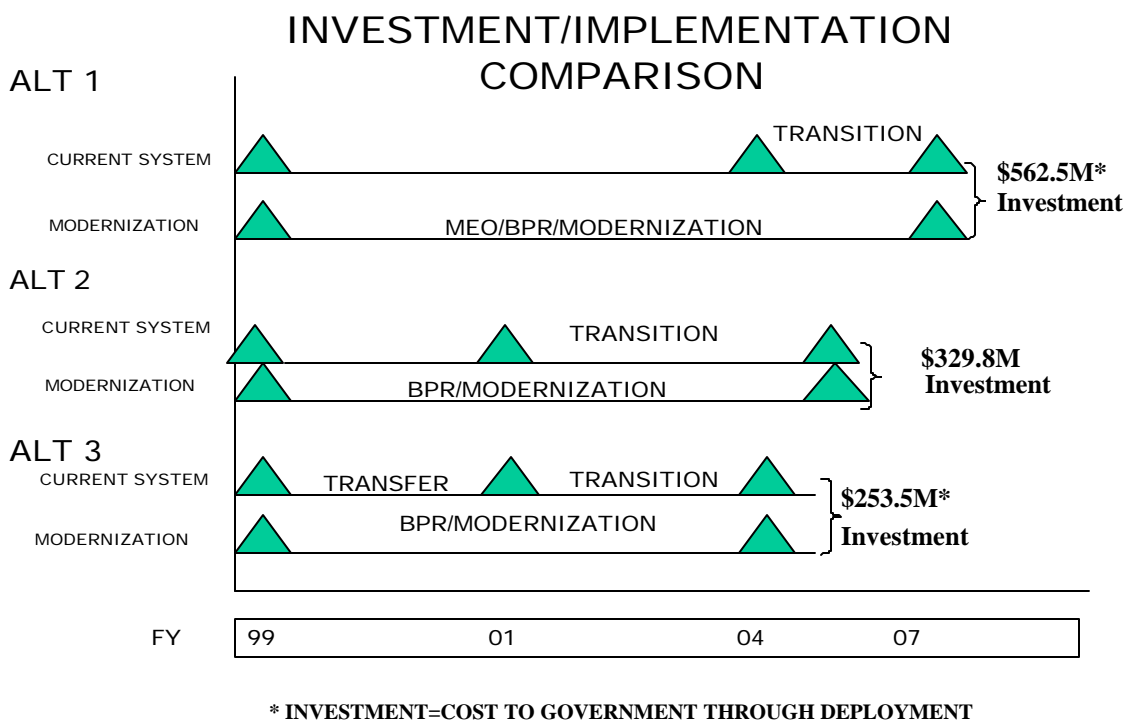 INVESTMENT/IMPLEMENTATION
COMPARISON
ALT 1
TRANSITION
CURRENT SYSTEM
$562.5M*
Investment
MODERNIZATION
MEO/BPR/MODERNIZATION
ALT 2
CURRENT SYSTEM
TRANSITION
$329.8M
Investment
MODERNIZATION
BPR/MODERNIZATION
ALT 3
CURRENT SYSTEM
TRANSFER
TRANSITION
$253.5M*
Investment
BPR/MODERNIZATION
MODERNIZATION
FY 99 01 04 07
* INVESTMENT=COST TO GOVERNMENT THROUGH DEPLOYMENT